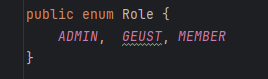 public enum Role {
    ADMIN,  GEUST, MEMBER
}